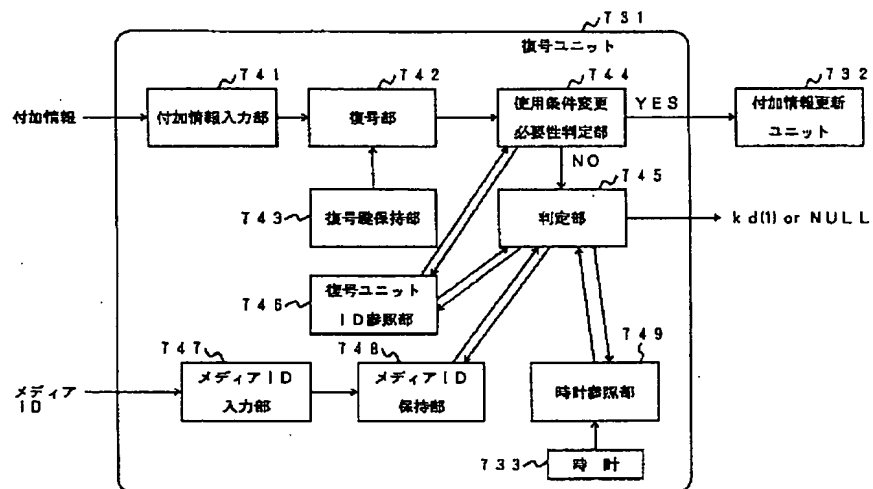 731
復号ユニット
741
742
744
732
付加情報
付加情報入力部
復号部
使用条件変更
必要性判定部
YES
付加情報更新
ユニット
NO
745
743
復号鍵保持部
判定部
kd(1) or NULL
746
復号ユニット
ID参照部
747
748
749
メディア
ID
メディアID
入力部
メディアID
保持部
時計参照部
733
時計